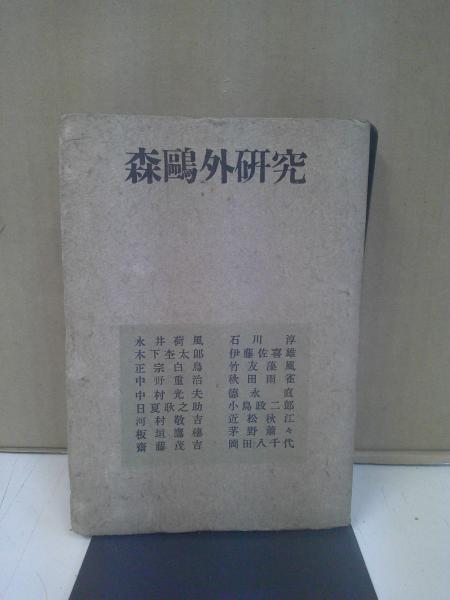 森鷗外硏究
永井荷風
木下杢太郎
正宗白鳥
中野重治
中村光夫
日夏耿之助
河村敬吉
板垣鷹穗
齋藤茂吉
石川淳
伊藤佐喜雄
竹友藻風
秋田雨雀
德永直
小島政二郎
近松秋江
茅野蕭々
岡田八千代